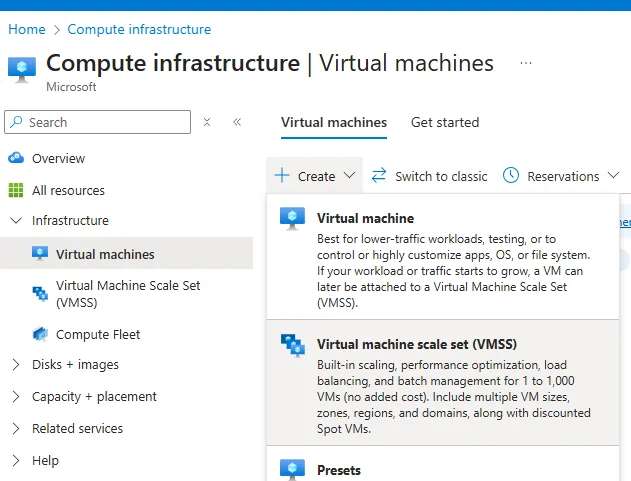 Home > Compute infrastructure
Compute infrastructure | Virtual machines ...
Microsoft
Search
Virtual machines Get started
Overview
All resources
Infrastructure
Virtual machines
Virtual Machine Scale Set
(VMSS)
Compute Fleet
Disks + images
Capacity + placement
Related services
Help
Create Switch to classic Reservations
Virtual machine
Best for lower-traffic workloads, testing, or to
control or highly customize apps, OS, or file system.
If your workload or traffic starts to grow, a VM can
later be attached to a Virtual Machine Scale Set
(VMSS).
Virtual machine scale set (VMSS)
Built-in scaling, performance optimization, load
balancing, and batch management for 1 to 1,000
VMs (no added cost). Include multiple VM sizes,
zones, regions, and domains, along with discounted
Spot VMs.
Presets